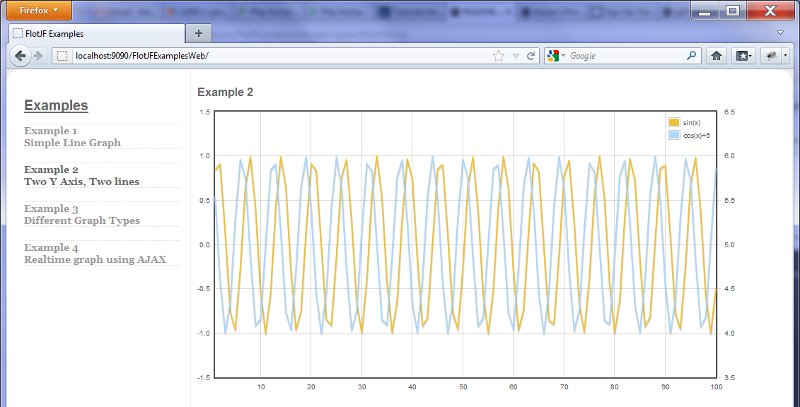 Firefox
FlotJF Examples
localhost:9090/FlotJFExamplesWeb/
Google
Examples
Example 1
Simple Line Graph
Example 2
Two Y Axis, Two lines
Example 3
Different Graph Types
Example 4
Realtime graph using AJAX
Example 2
1.5
1.0
0.5
0.0
-0.5
-1.0
-1.5
6.5
6.0
5.5
5.0
4.5
4.0
3.5
sin(x)
10
20
30
40
50
60
70
80
90
100